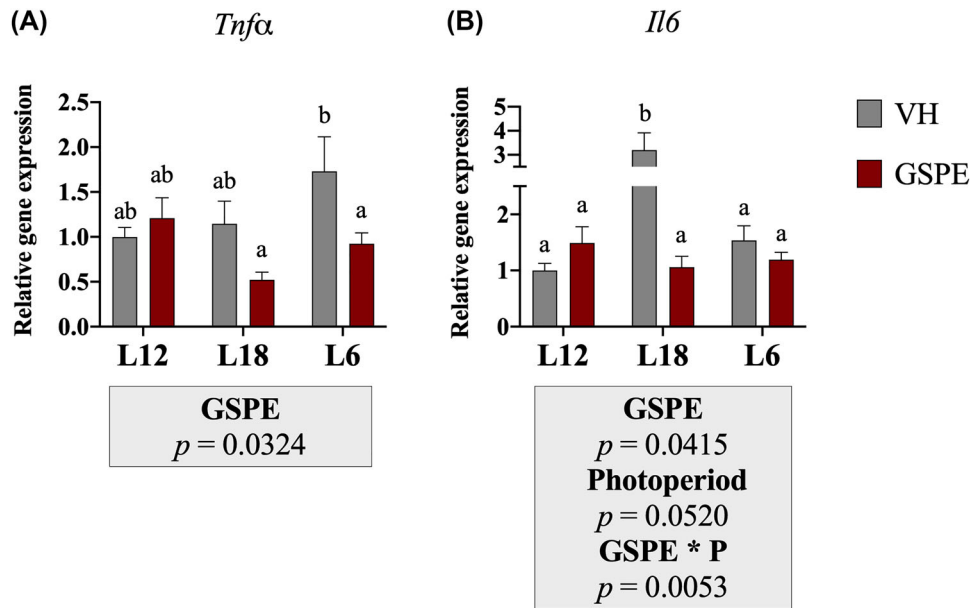 (A) Tnfα
Relative gene expression
2.5
2.0
1.5
1.0
0.5
0.0
ab
ab
ab
a
b
a
L12 L18 L6
GSPE
p = 0.0324
(B) Il6
Relative gene expression
5
4
3
2
1
0
a
a
b
a
a
a
L12 L18 L6
GSPE
p = 0.0415
Photoperiod
p = 0.0520
GSPE * P
p = 0.0053
VH
GSPE